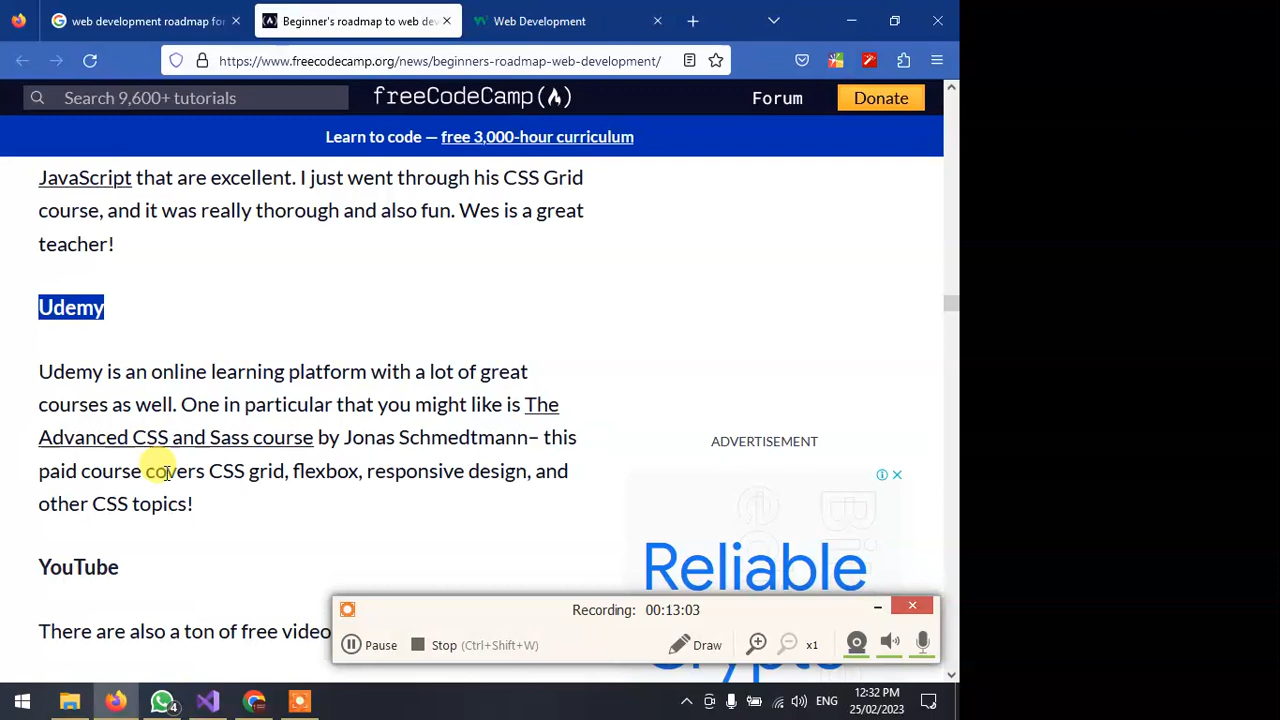 web development roadmap for
Beginner's roadmap to web dev
Web Development
https://www.freecodecamp.org/news/beginners-roadmap-web-development/
Search 9,600+ tutorials
freeCodeCamp
Forum
Donate
Learn to code — free 3,000-hour curriculum
JavaScript that are excellent. I just went through his CSS Grid
course, and it was really thorough and also fun. Wes is a great
teacher!
Udemy
Udemy is an online learning platform with a lot of great
courses as well. One in particular that you might like is The
Advanced CSS and Sass course by Jonas Schmedtmann– this
paid course covers CSS grid, flexbox, responsive design, and
other CSS topics!
ADVERTISEMENT
YouTube
Reliable
There are also a ton of free video
Crypto
Recording: 00:13:03
Pause
Stop (Ctrl+Shift+W)
Draw
x1
4
ENG
12:32 PM
25/02/2023